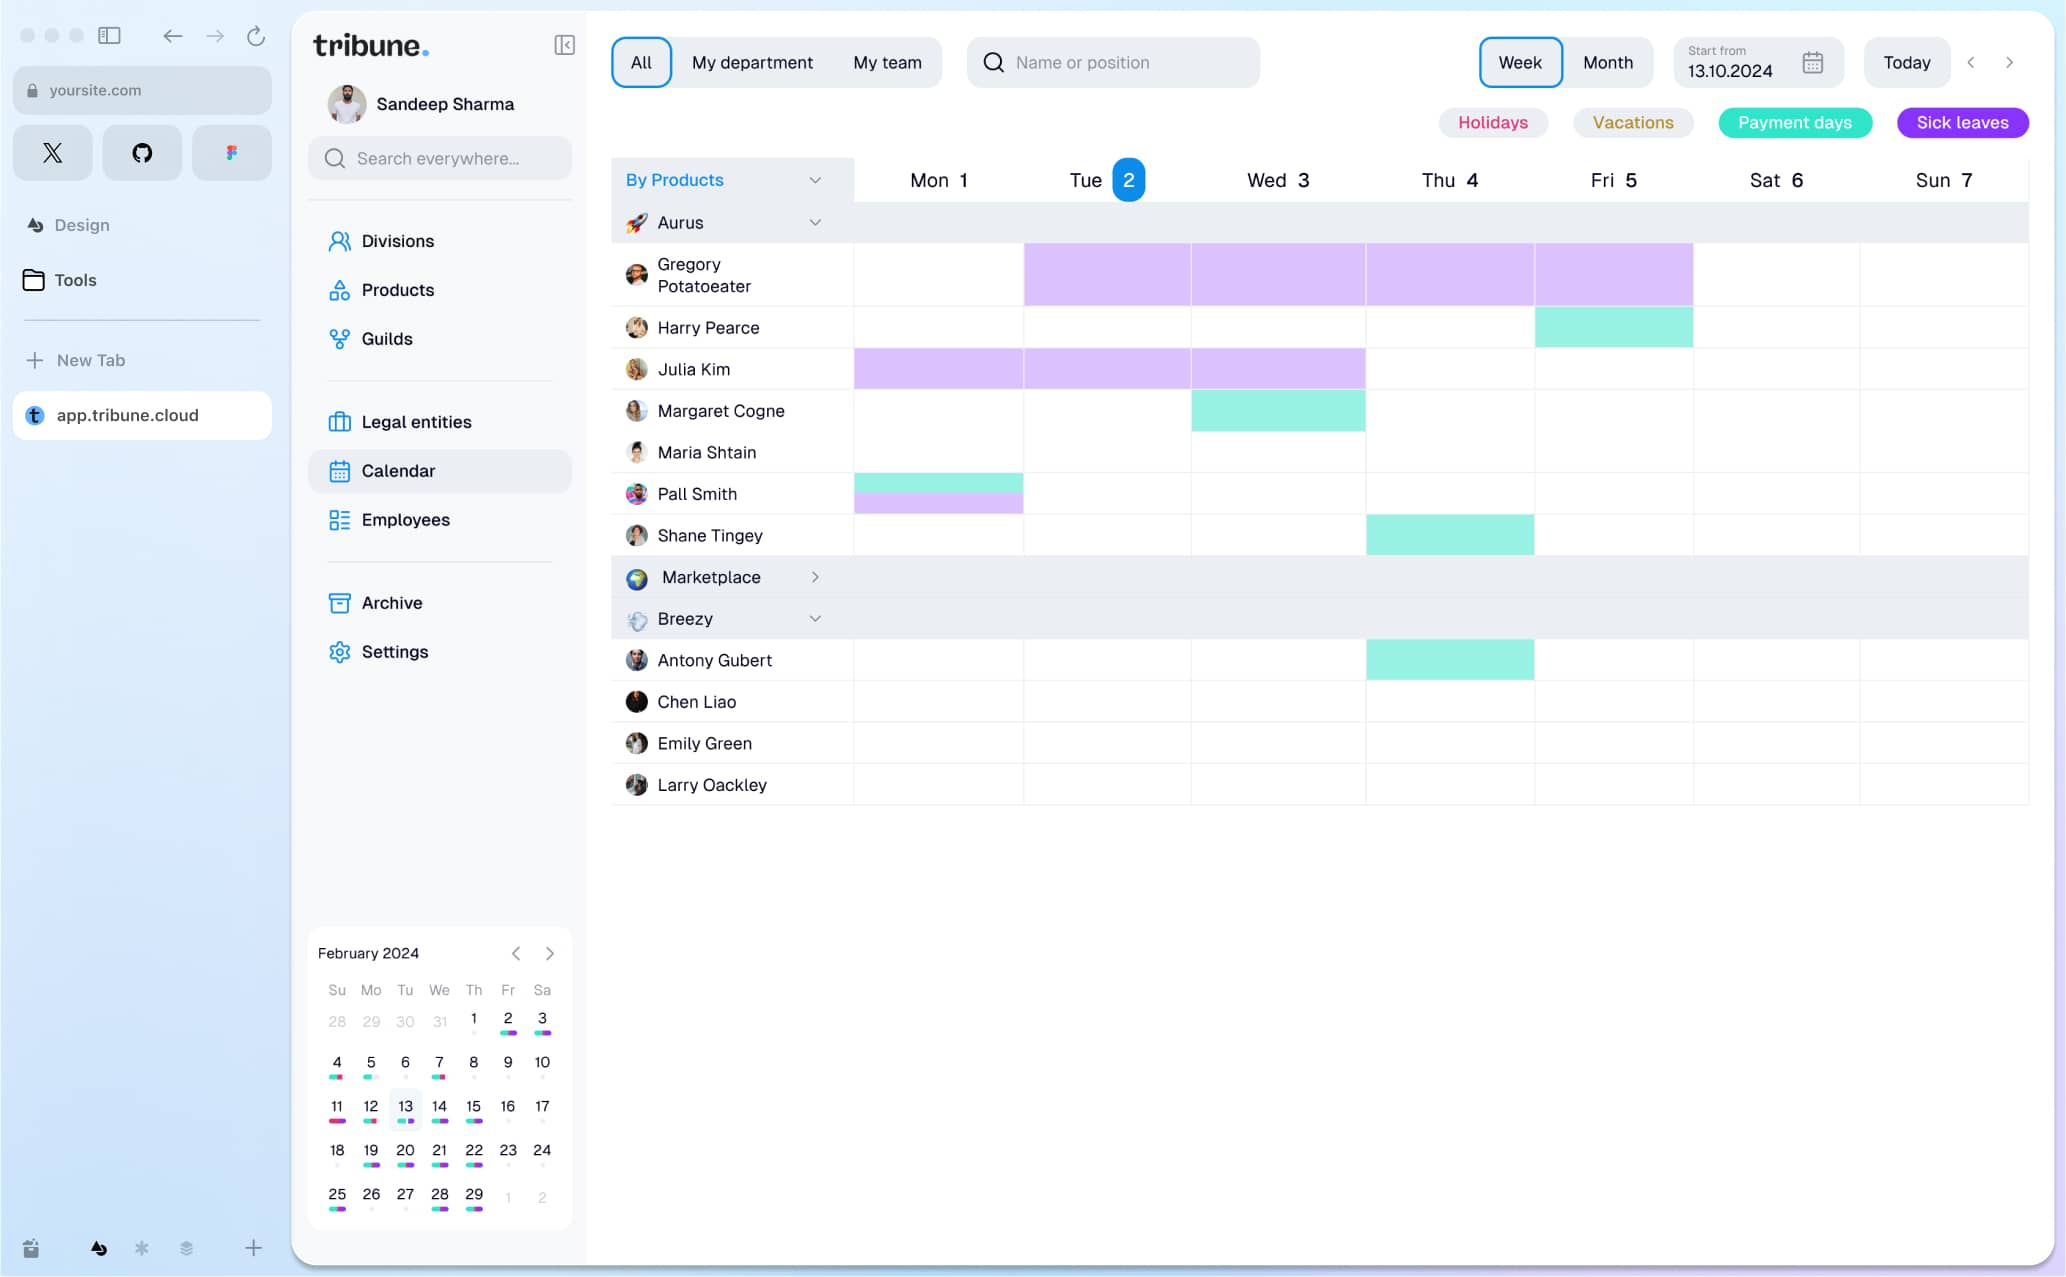 yoursite.com
Design
Tools
New Tab
app.tribune.cloud
tribune.
Sandeep Sharma
Search everywhere...
Divisions
Products
Guilds
Legal entities
Calendar
Employees
Archive
Settings
February 2024
Su Mo Tu We Th Fr Sa
28 29 30 31 1 2 3
4 5 6 7 8 9 10
11 12 13 14 15 16 17
18 19 20 21 22 23 24
25 26 27 28 29 1 2
All My department My team Name or position Week Month
Start from
13.10.2024
Today
Holidays Vacations Payment days Sick leaves
By Products Mon 1 Tue 2 Wed 3 Thu 4 Fri 5 Sat 6 Sun 7
Aurus
Gregory
Potatoeater
Harry Pearce
Julia Kim
Margaret Cogne
Maria Shtain
Pall Smith
Shane Tingey
Marketplace
Breezy
Antony Gubert
Chen Liao
Emily Green
Larry Oackley